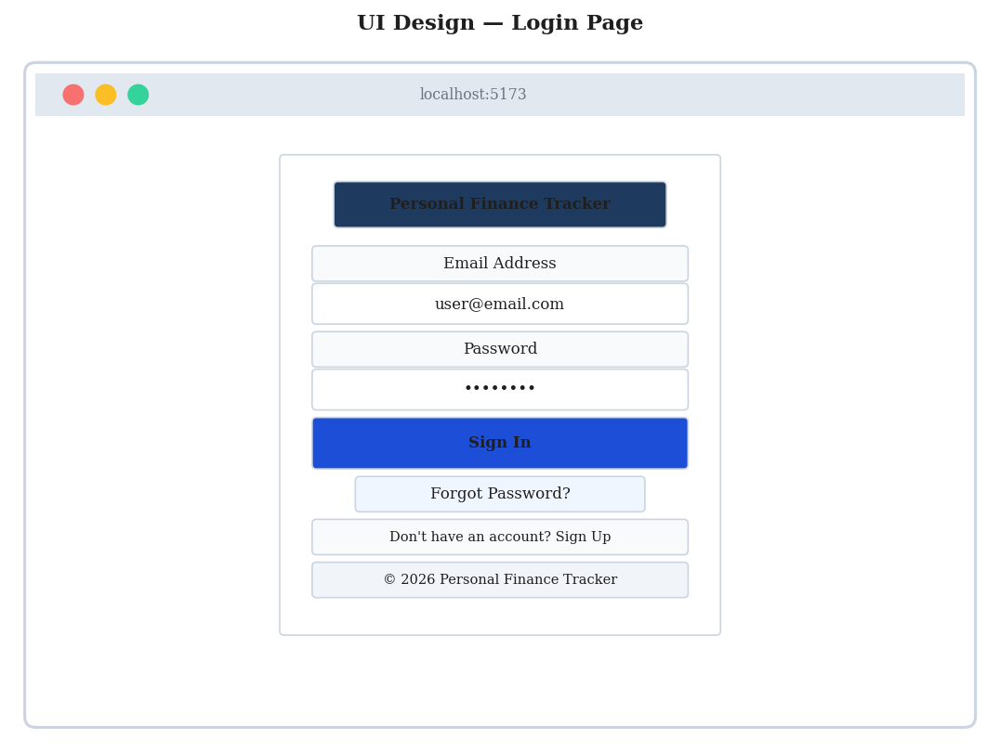 UI Design — Login Page
localhost:5173
Personal Finance Tracker
Email Address
user@email.com
Password
••••••••
Sign In
Forgot Password?
Don't have an account? Sign Up
© 2026 Personal Finance Tracker